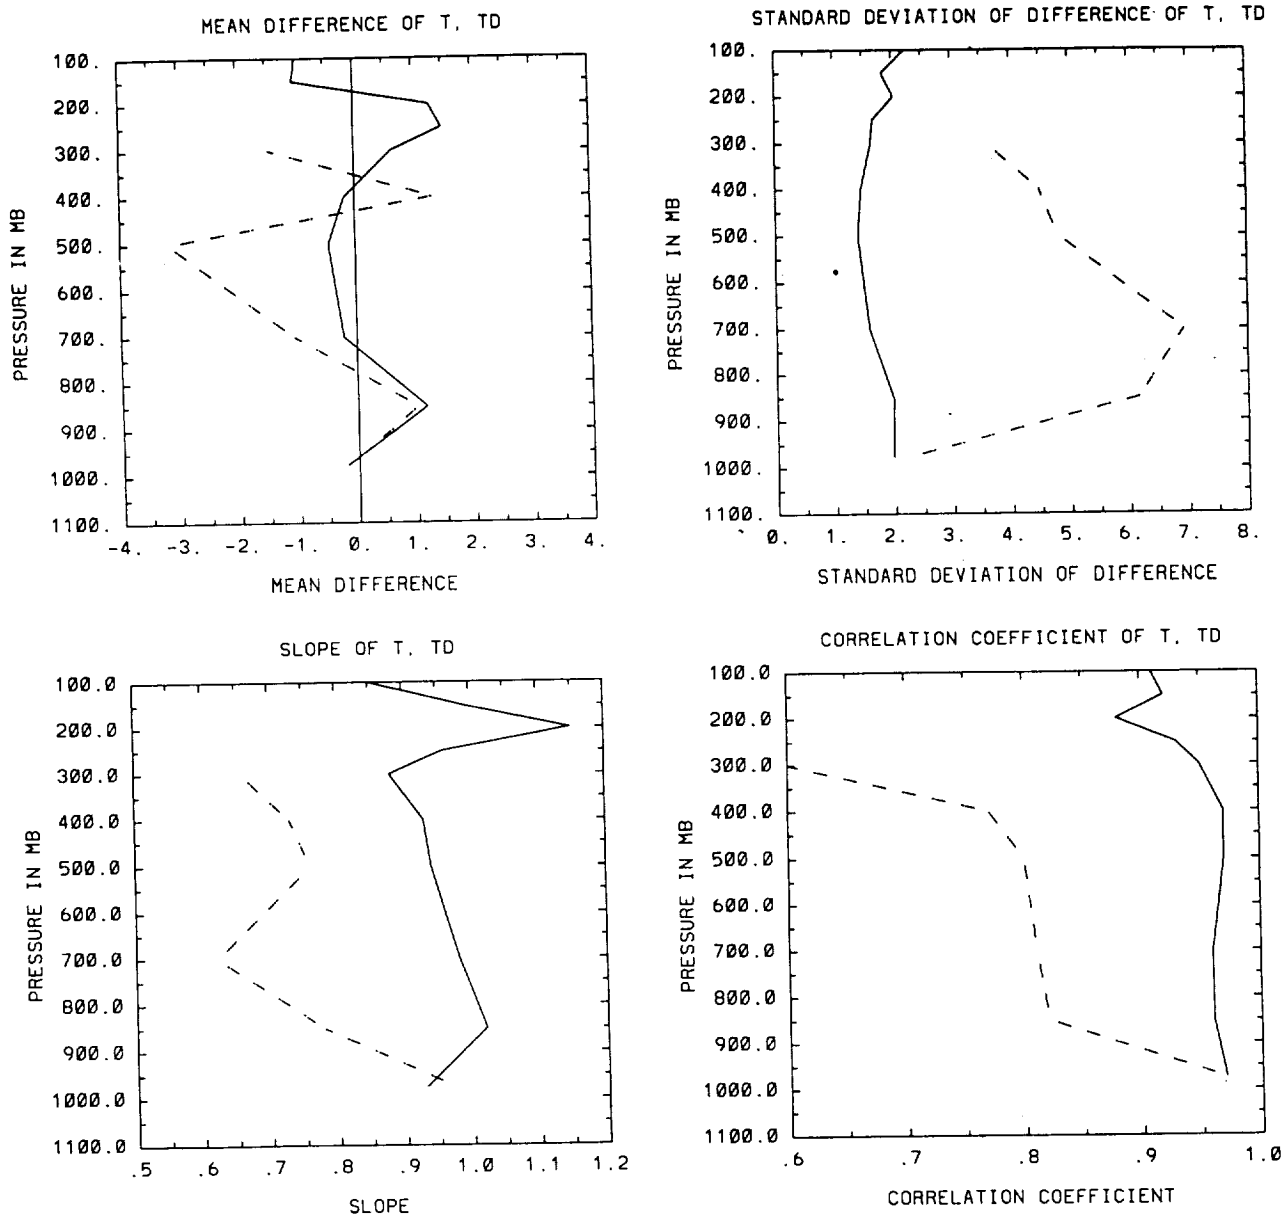 MEAN DIFFERENCE OF T, TD
100.
200.
300.
400.
500.
600.
700.
800.
900.
1000.
1100.
PRESSURE IN MB
-4. -3. -2. -1. 0. 1. 2. 3. 4.
MEAN DIFFERENCE
STANDARD DEVIATION OF DIFFERENCE OF T, TD
100.
200.
300.
400.
500.
600.
700.
800.
900.
1000.
1100.
PRESSURE IN MB
0. 1. 2. 3. 4. 5. 6. 7. 8.
STANDARD DEVIATION OF DIFFERENCE
SLOPE OF T, TD
100.0
200.0
300.0
400.0
500.0
600.0
700.0
800.0
900.0
1000.0
1100.0
PRESSURE IN MB
.5 .6 .7 .8 .9 1.0 1.1 1.2
SLOPE
CORRELATION COEFFICIENT OF T, TD
100.0
200.0
300.0
400.0
500.0
600.0
700.0
800.0
900.0
1000.0
1100.0
PRESSURE IN MB
.6 .7 .8 .9 1.0
CORRELATION COEFFICIENT